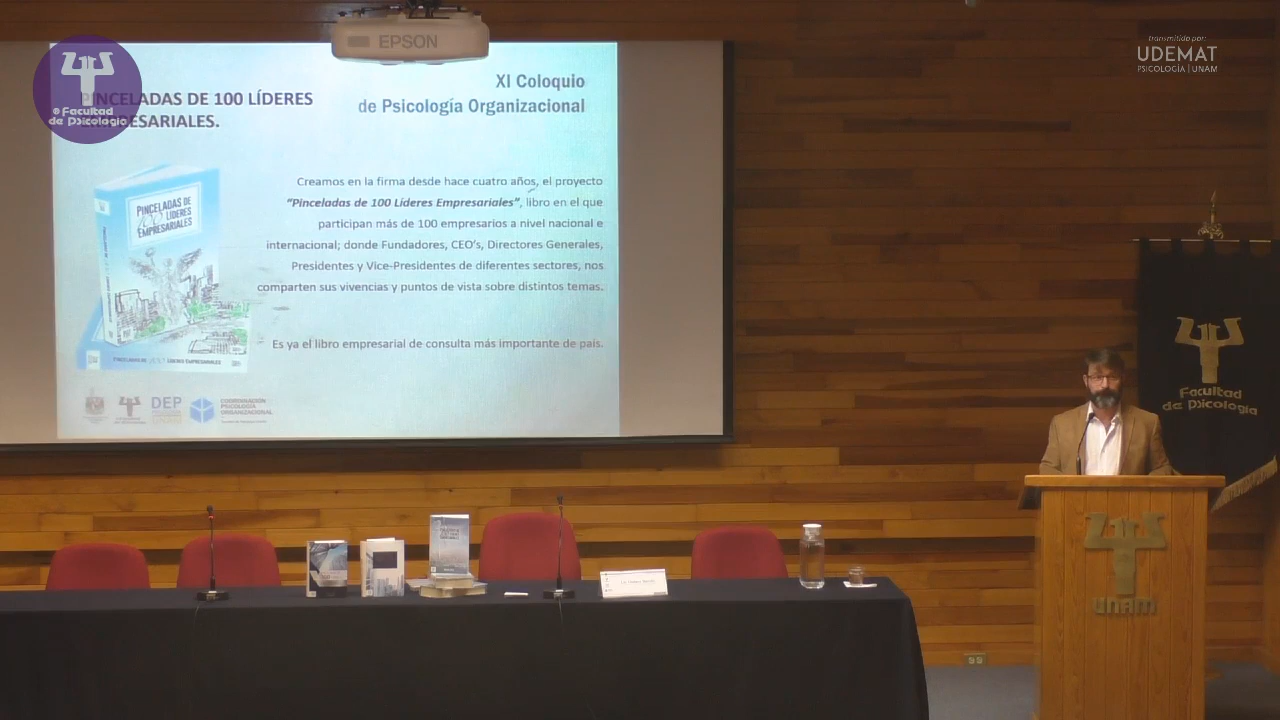 EPSON
transmitido por:
UDEMAT
PSICOLOGÍA | UNAM
XI Coloquio
de Psicología Organizacional
PINCELADAS DE 100 LÍDERES
EMPRESARIALES.
© Facultad
de Psicología
Creamos en la firma desde hace cuatro años, el proyecto
“Pinceladas de 100 Líderes Empresariales”, libro en el que
participan más de 100 empresarios a nivel nacional e
internacional; donde Fundadores, CEO’s, Directores Generales,
Presidentes y Vice-Presidentes de diferentes sectores, nos
comparten sus vivencias y puntos de vista sobre distintos temas.
Es ya el libro empresarial de consulta más importante de país.
PINCELADAS DE
100 LÍDERES
EMPRESARIALES
DEP
COORDINACIÓN
PSICOLOGÍA
ORGANIZACIONAL
Facultad
de Psicología
UNAM